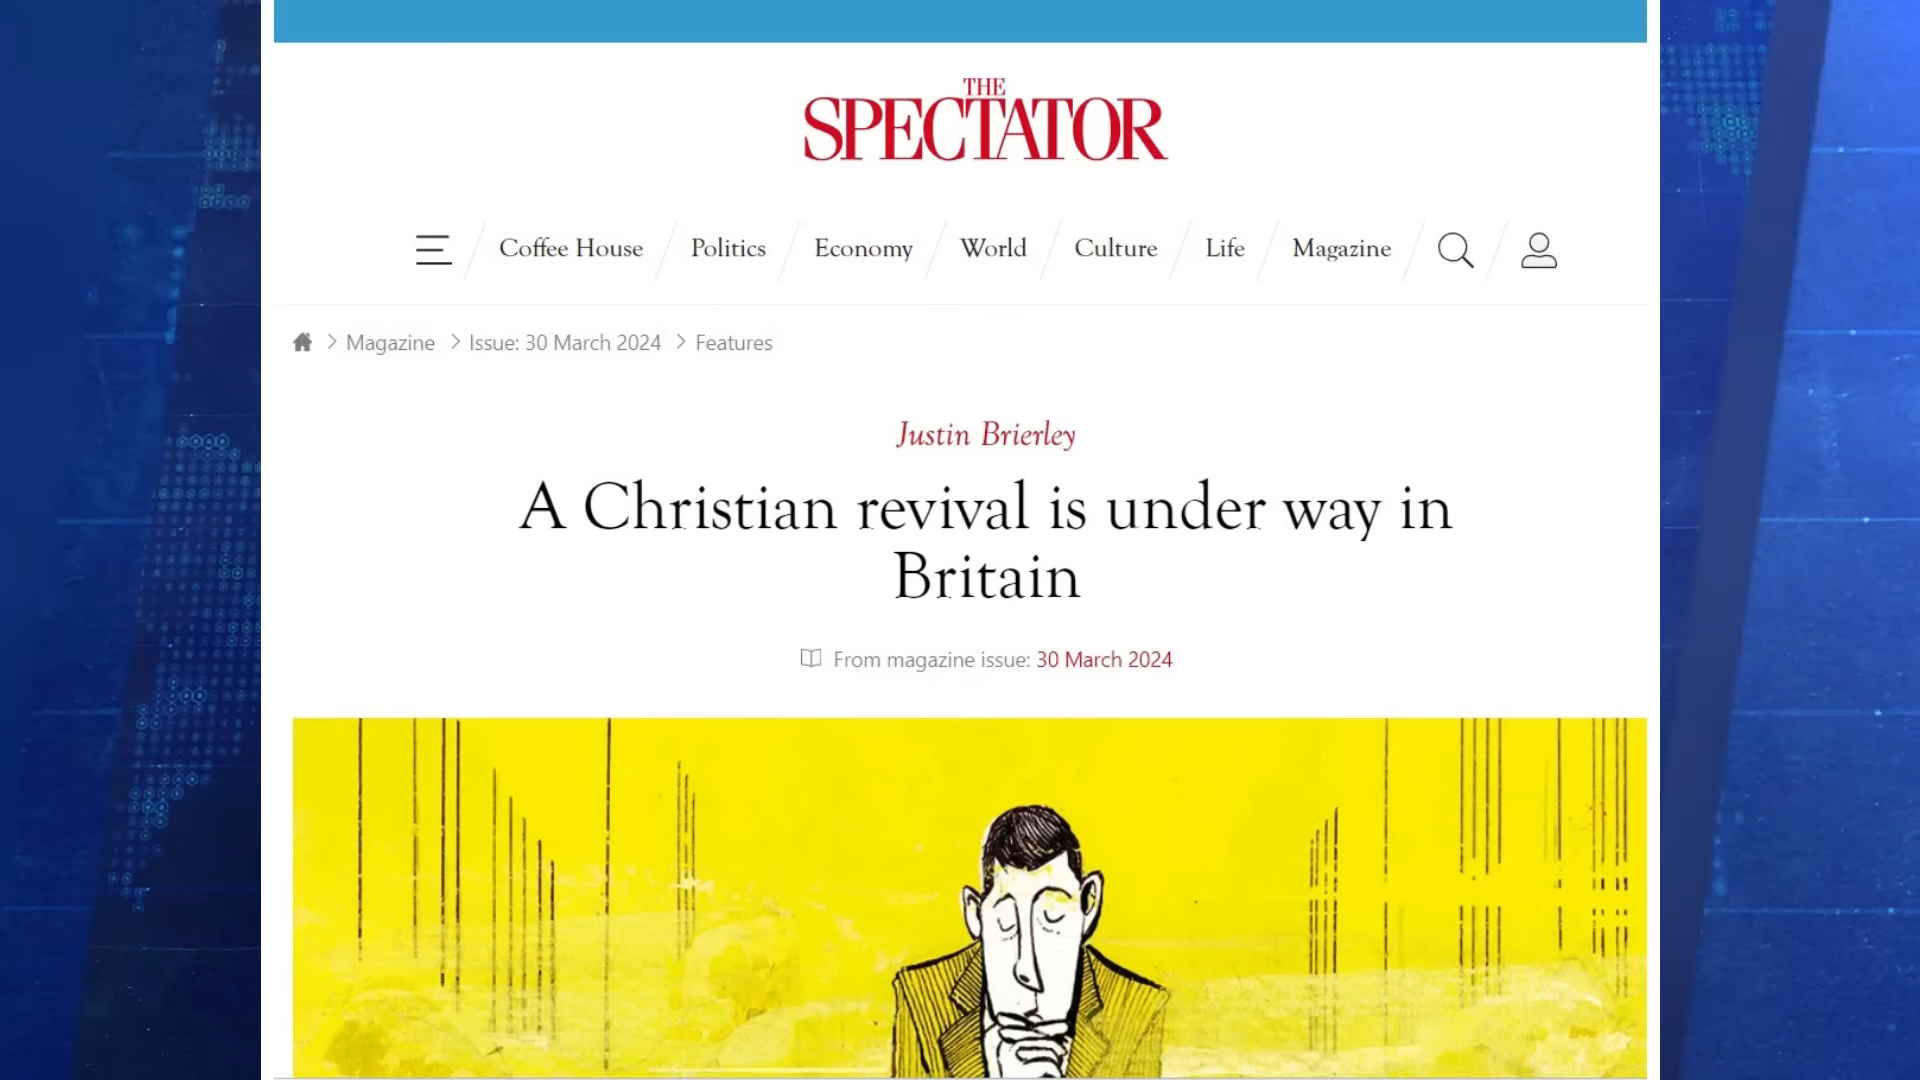 THE
SPECTATOR
Coffee House Politics Economy World Culture Life Magazine
Magazine Issue: 30 March 2024 Features
Justin Brierley
A Christian revival is under way in
Britain
From magazine issue: 30 March 2024